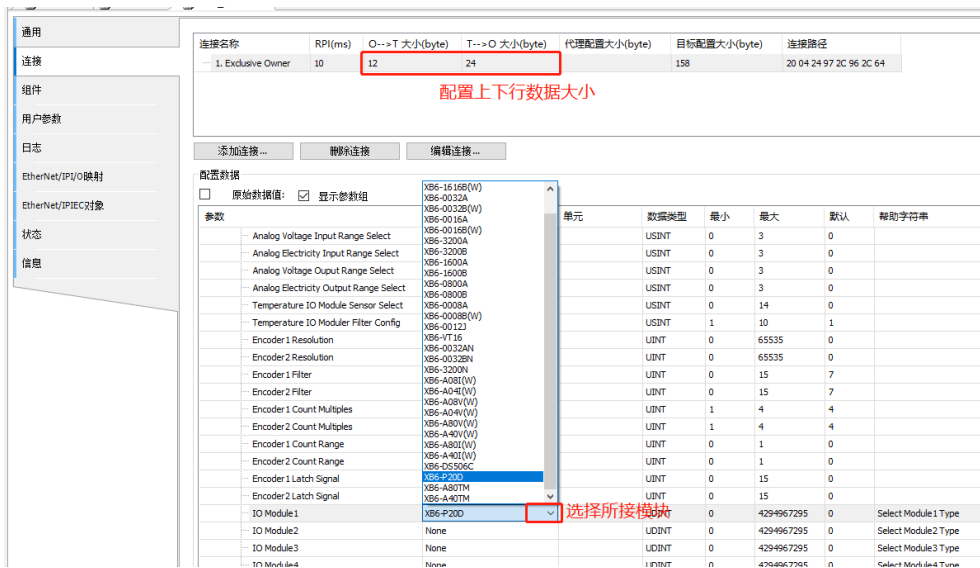 通用
连接
组件
用户参数
日志
EtherNet/IPI/O映射
EtherNet/IPIEC对象
状态
信息
连接名称 RPI(ms) O-->T 大小(byte) T-->O 大小(byte) 代理配置大小(byte) 目标配置大小(byte) 连接路径
1. Exclusive Owner 10 12 24 158 20 04 24 97 2C 96 2C 64
配置上下行数据大小
添加连接... 删除连接 编辑连接...
配置数据
原始数据值: 显示参数组
参数 单元 数据类型 最小 最大 默认 帮助字符串
XB6-1616B(W)
XB6-0032A
XB6-0032B(W)
XB6-0016A
XB6-0016B(W)
XB6-3200A
XB6-3200B
XB6-1600A
XB6-1600B
XB6-0800A
XB6-0800B
XB6-0008A
XB6-0008B(W)
XB6-0012J
XB6-VT16
XB6-0032AN
XB6-0032BN
XB6-3200N
XB6-A08I(W)
XB6-A04I(W)
XB6-A08V(W)
XB6-A04V(W)
XB6-A80V(W)
XB6-A40V(W)
XB6-A80I(W)
XB6-A40I(W)
XB6-DS506C
XB6-P20D
XB6-A80TM
XB6-A40TM
Analog Voltage Input Range Select USINT 0 3 0
Analog Electricity Input Range Select USINT 0 3 0
Analog Voltage Ouput Range Select USINT 0 3 0
Analog Electricity Output Range Select USINT 0 3 0
Temperature IO Module Sensor Select USINT 0 14 0
Temperature IO Moduler Filter Config USINT 1 10 1
Encoder1 Resolution UINT 0 65535 0
Encoder2 Resolution UINT 0 65535 0
Encoder1 Filter UINT 0 15 7
Encoder2 Filter UINT 0 15 7
Encoder1 Count Multiples UINT 1 4 4
Encoder2 Count Multiples UINT 1 4 4
Encoder1 Count Range UINT 0 1 0
Encoder2 Count Range UINT 0 1 0
Encoder1 Latch Signal UINT 0 15 0
Encoder2 Latch Signal UINT 0 15 0
IO Module1 XB6-P20D UDINT 0 4294967295 0 Select Module1 Type
选择所接模块
IO Module2 None UDINT 0 4294967295 0 Select Module2 Type
IO Module3 None UDINT 0 4294967295 0 Select Module3 Type
IO Module4 None UDINT 0 4294967295 0 Select Module4 Type